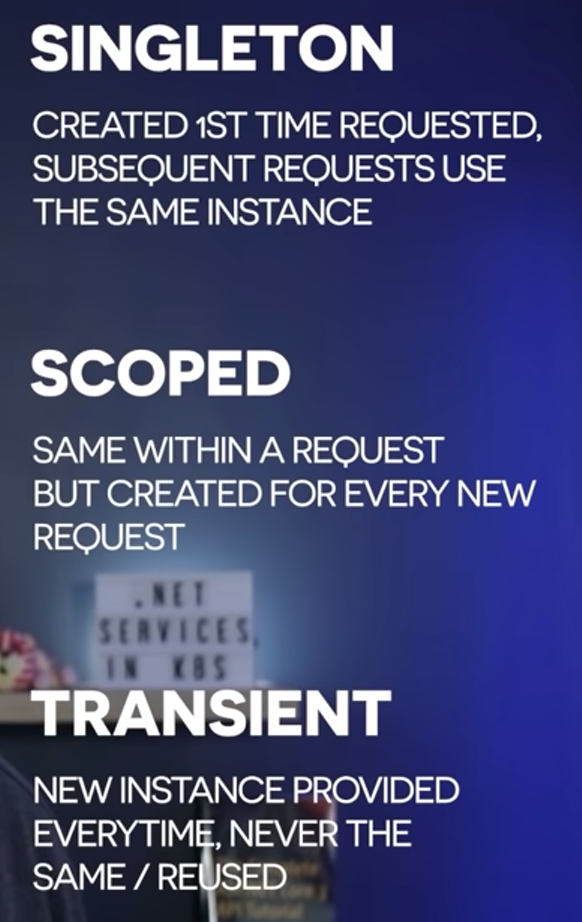 SINGLETON
CREATED 1ST TIME REQUESTED,
SUBSEQUENT REQUESTS USE
THE SAME INSTANCE
SCOPED
SAME WITHIN A REQUEST
BUT CREATED FOR EVERY NEW
REQUEST
.NET
SERVICES,
IN K8S
TRANSIENT
NEW INSTANCE PROVIDED
EVERYTIME, NEVER THE
SAME / REUSED